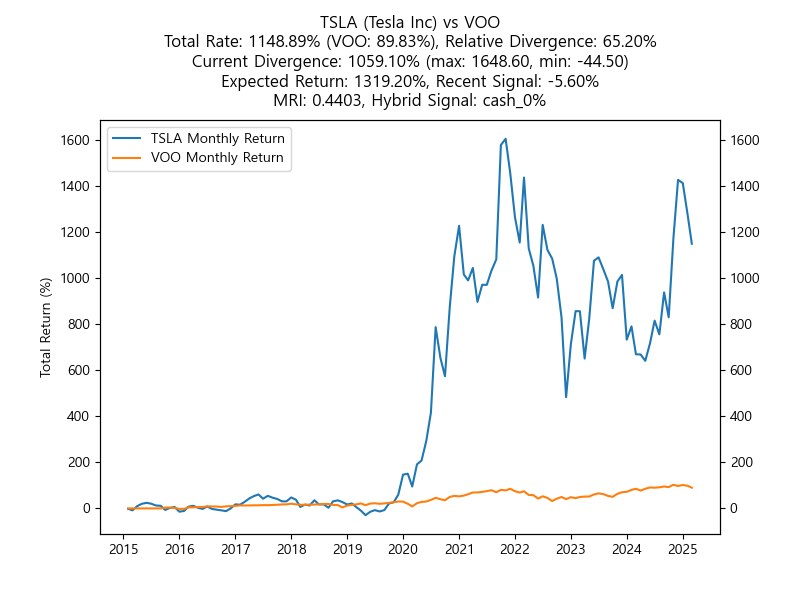 TSLA (Tesla Inc) vs VOO
Total Rate: 1148.89% (VOO: 89.83%), Relative Divergence: 65.20%
Current Divergence: 1059.10% (max: 1648.60, min: -44.50)
Expected Return: 1319.20%, Recent Signal: -5.60%
MRI: 0.4403, Hybrid Signal: cash_0%
TSLA Monthly Return
VOO Monthly Return
Total Return (%)
1600 1600
1400 1400
1200 1200
1000 1000
800 800
600 600
400 400
200 200
0 0
2015 2016 2017 2018 2019 2020 2021 2022 2023 2024 2025